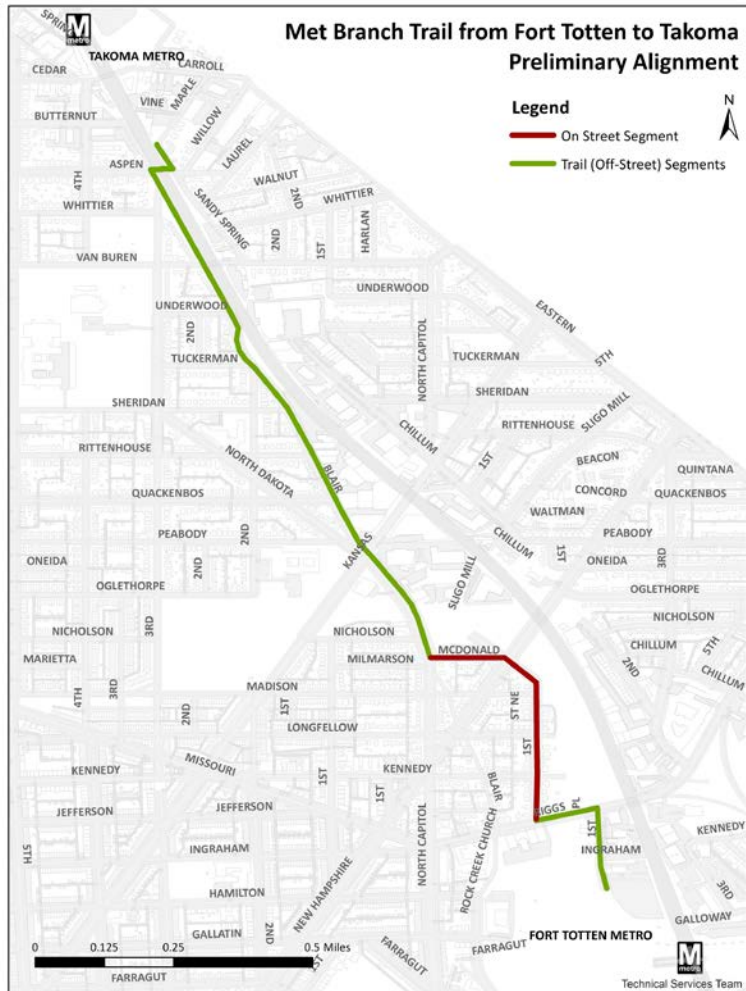 Met Branch Trail from Fort Totten to Takoma
Preliminary Alignment
Legend
On Street Segment
Trail (Off-Street) Segments
N
SPRING
M
metro
TAKOMA METRO
CARROLL
CEDAR
MAPLE
VINE
BUTTERNUT
WILLOW
LAUREL
ASPEN
4TH
WALNUT
2ND
WHITTIER
WHITTIER
SANDY SPRING
2ND
1ST
HARLAN
VAN BUREN
UNDERWOOD
EASTERN
UNDERWOOD
2ND
NORTH CAPITOL
5TH
TUCKERMAN
TUCKERMAN
SHERIDAN
SHERIDAN
SLIGO MILL
CHILLUM
RITTENHOUSE
RITTENHOUSE
1ST
NORTH DAKOTA
BLAIR
BEACON
QUINTANA
QUACKENBOS
CONCORD
QUACKENBOS
WALTMAN
PEABODY
2ND
KANSAS
CHILLUM
PEABODY
ONEIDA
2ND
1ST
ONEIDA
3RD
OGLETHORPE
SLIGO MILL
OGLETHORPE
3RD
NICHOLSON
NICHOLSON
NICHOLSON
MARIETTA
MILMARSON
MCDONALD
CHILLUM
5TH
2ND
CHILLUM
3RD
4TH
MADISON
2ND
1ST
ST NE
LONGFELLOW
1ST
KENNEDY
MISSOURI
1ST
KENNEDY
1ST
BLAIR
JEFFERSON
JEFFERSON
RIGGS
PL
1ST
KENNEDY
5TH
INGRAHAM
NORTH CAPITOL
ROCK CREEK CHURCH
INGRAHAM
HAMILTON
NEW HAMPSHIRE
3RD
GALLATIN
2ND
GALLOWAY
FARRAGUT
FARRAGUT
FORT TOTTEN METRO
0 0.125 0.25 0.5 Miles
1ST
FARRAGUT
M
metro
Technical Services Team